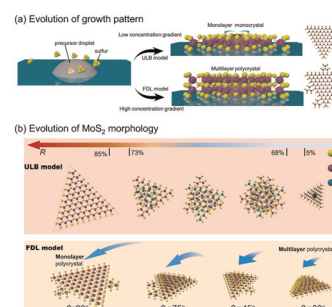 (a) Evolution of growth pattern
precursor droplet
sulfur
Low concentration gradient
ULB model
FDL model
High concentration gradient
Monolayer monocrystal
Multilayer polycrystal
(b) Evolution of MoS₂ morphology
R
85%
73%
68%
5%
ULB model
FDL model
Monolayer
polycrystal
Multilayer polycrystal